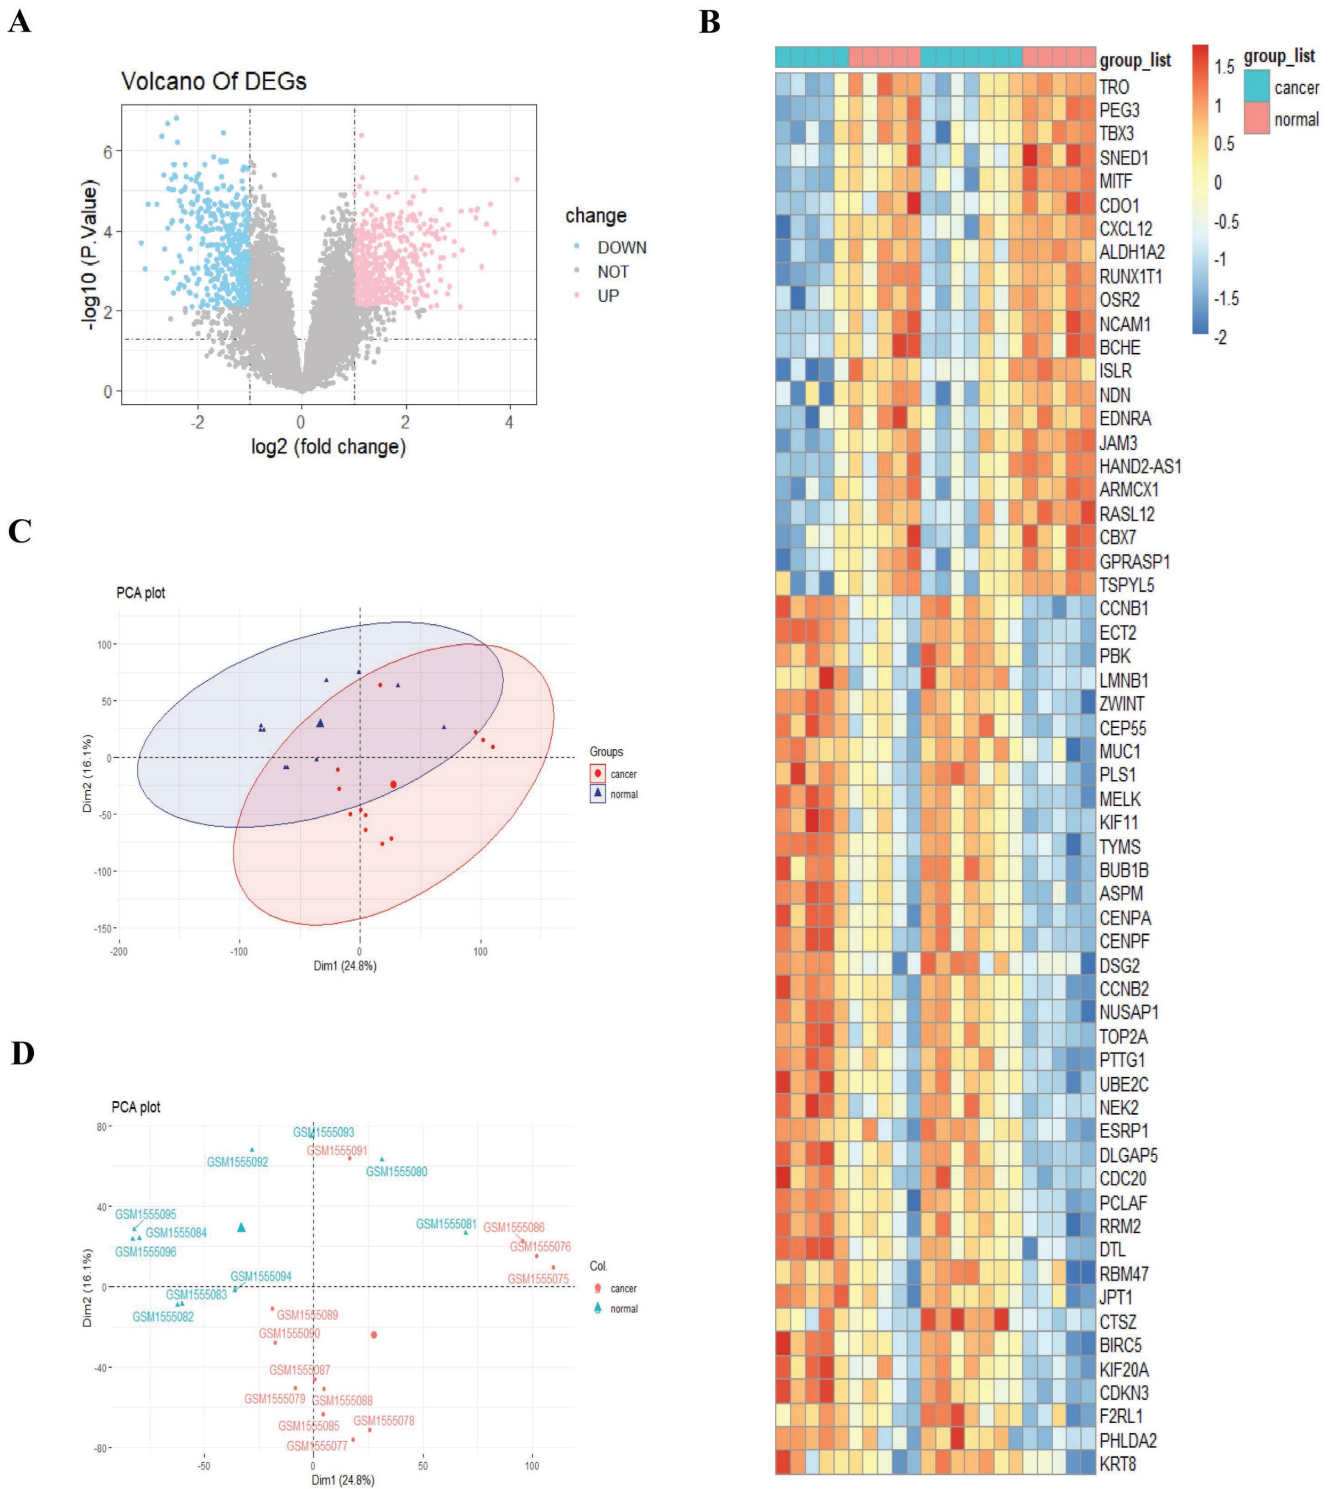 A
Volcano Of DEGs
-log10 (P.Value)
6
4
2
0
-2
0
2
4
log2 (fold change)
change
DOWN
NOT
UP
B
group_list
TRO
PEG3
TBX3
SNED1
MITF
CDO1
CXCL12
ALDH1A2
RUNX1T1
OSR2
NCAM1
BCHE
ISLR
NDN
EDNRA
JAM3
HAND2-AS1
ARMCX1
RASL12
CBX7
GPRASP1
TSPYL5
CCNB1
ECT2
PBK
LMNB1
ZWINT
CEP55
MUC1
PLS1
MELK
KIF11
TYMS
BUB1B
ASPM
CENPA
CENPF
DSG2
CCNB2
NUSAP1
TOP2A
PTTG1
UBE2C
NEK2
ESRP1
DLGAP5
CDC20
PCLAF
RRM2
DTL
RBM47
JPT1
CTSZ
BIRC5
KIF20A
CDKN3
F2RL1
PHLDA2
KRT8
1.5
1
0.5
0
-0.5
-1
-1.5
-2
group_list
cancer
normal
C
PCA plot
Dim2 (16.1%)
100
50
0
-50
-100
-150
-200
-100
0
100
Dim1 (24.8%)
Groups
cancer
normal
D
PCA plot
Dim2 (16.1%)
80
40
0
-40
-80
GSM1555093
GSM1555091
GSM1555092
GSM1555080
GSM1555095
GSM1555084
GSM1555096
GSM1555081
GSM1555086
GSM1555076
GSM1555075
GSM1555094
GSM1555083
GSM1555082
GSM1555089
GSM1555090
GSM1555087
GSM1555079
GSM1555088
GSM1555085
GSM1555078
GSM1555077
-50
0
50
100
Dim1 (24.8%)
Col.
cancer
normal